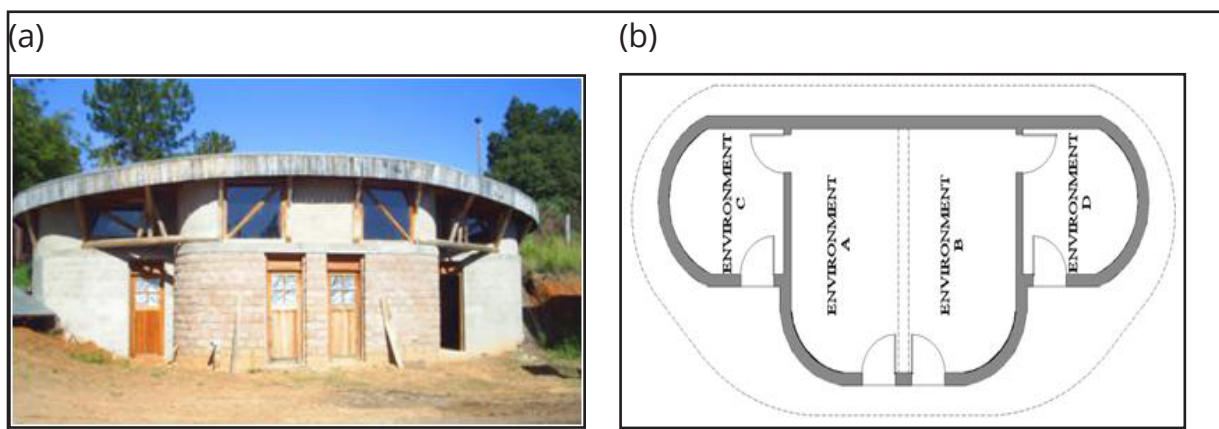 (a)
(b)
ENVIRONMENT
C
ENVIRONMENT
A
ENVIRONMENT
B
ENVIRONMENT
D